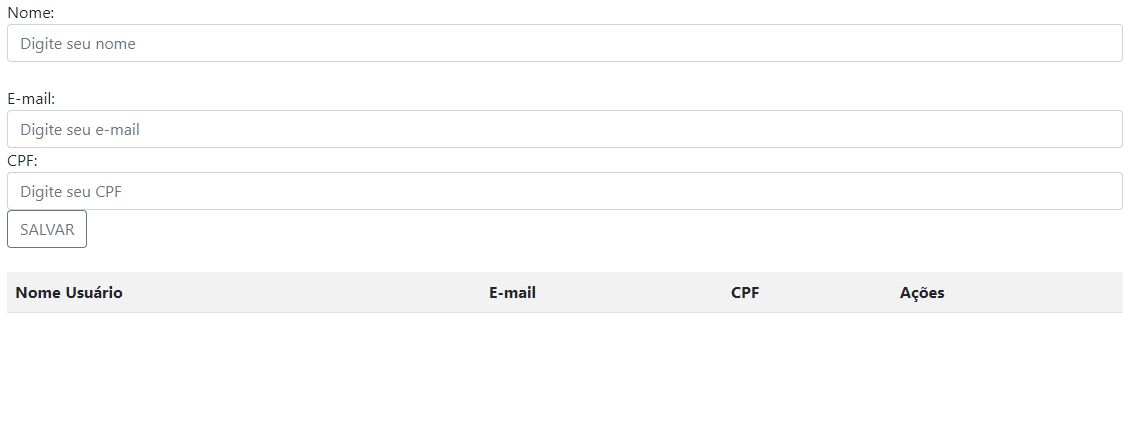 Nome:
Digite seu nome
E-mail:
Digite seu e-mail
CPF:
Digite seu CPF
SALVAR
Nome Usuário E-mail CPF Ações